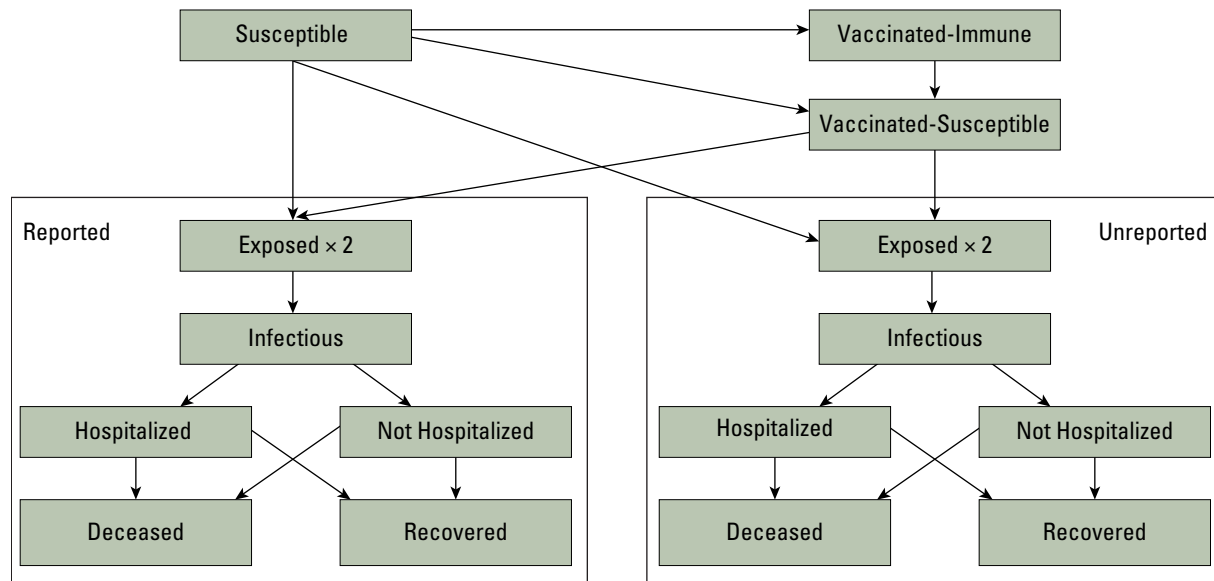 Susceptible
Vaccinated-Immune
Vaccinated-Susceptible
Reported
Exposed × 2
Infectious
Hospitalized
Not Hospitalized
Deceased
Recovered
Unreported
Exposed × 2
Infectious
Hospitalized
Not Hospitalized
Deceased
Recovered